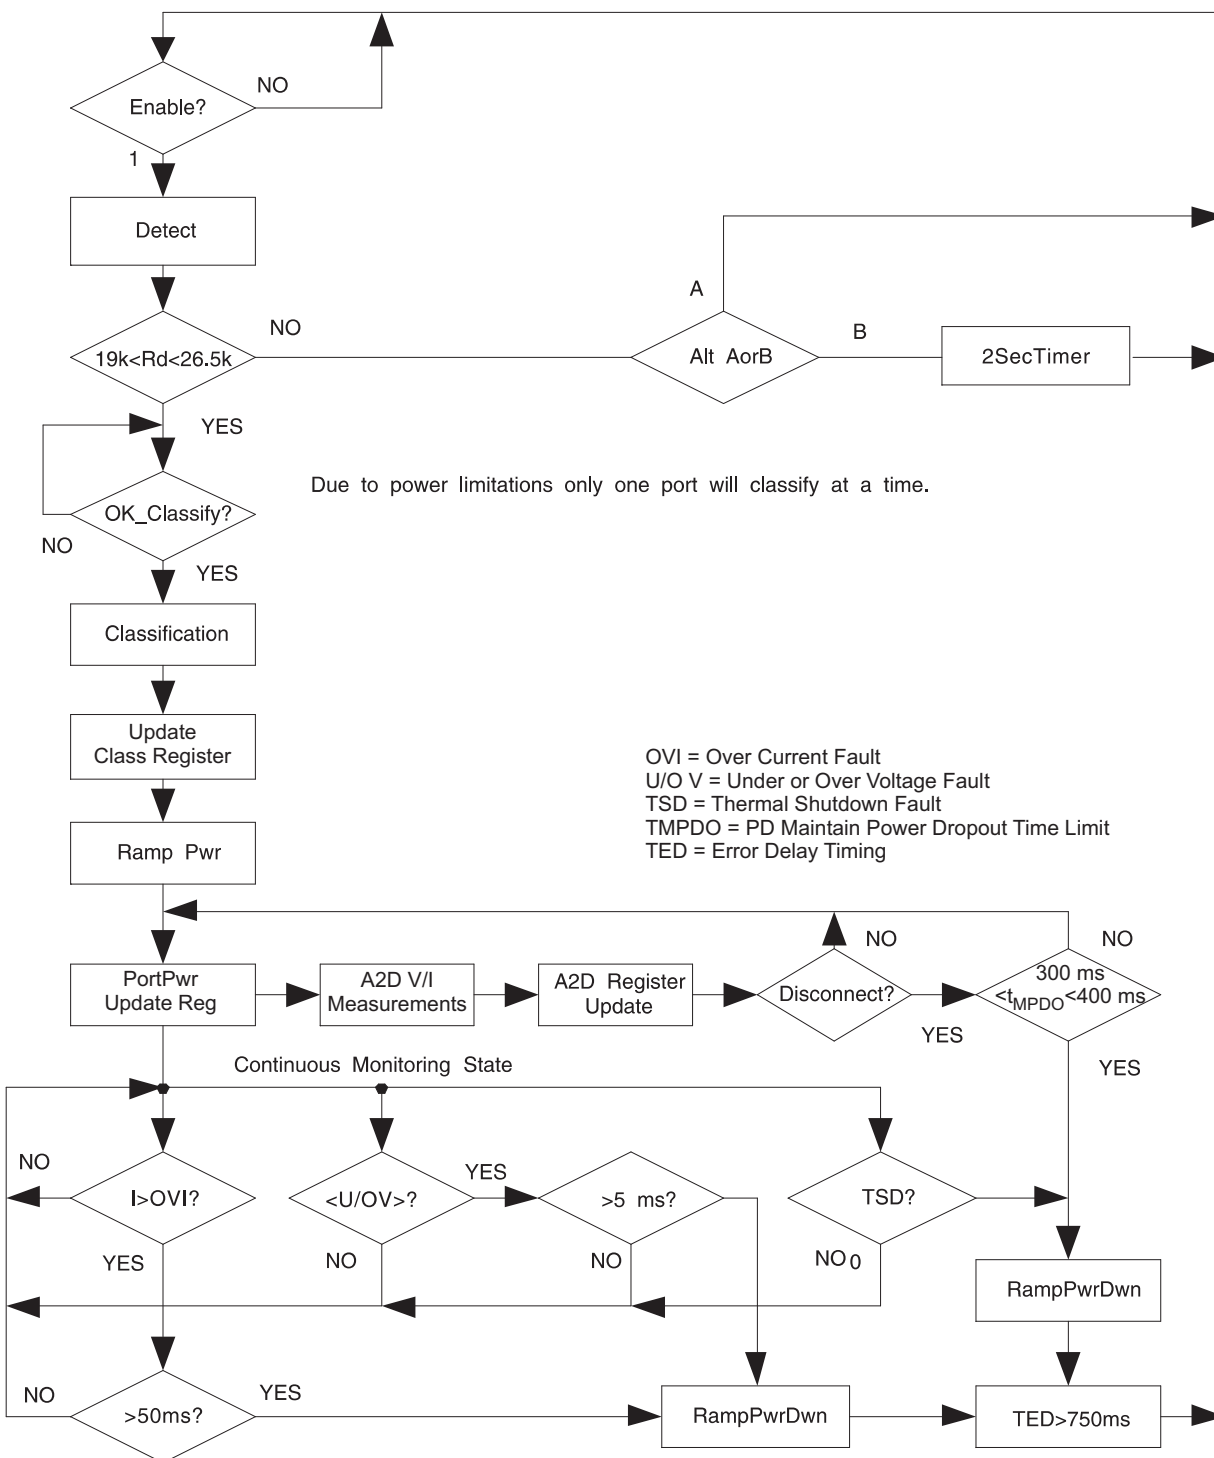 NO
Enable?
1
Detect
A
NO
B
19k<Rd<26.5k
Alt AorB
2SecTimer
YES
Due to power limitations only one port will classify at a time.
OK_Classify?
NO
YES
Classification
Update
Class Register
OVI = Over Current Fault
U/O V = Under or Over Voltage Fault
TSD = Thermal Shutdown Fault
TMPDO = PD Maintain Power Dropout Time Limit
TED = Error Delay Timing
Ramp Pwr
NO
NO
PortPwr
Update Reg
A2D V/I
Measurements
A2D Register
Update
Disconnect?
300 ms
<tMPDO<400 ms
YES
YES
Continuous Monitoring State
NO
I>OVI?
<U/OV>?
YES
>5 ms?
TSD?
YES
NO
NO
NO 0
RampPwrDwn
NO
>50ms?
YES
RampPwrDwn
TED>750ms